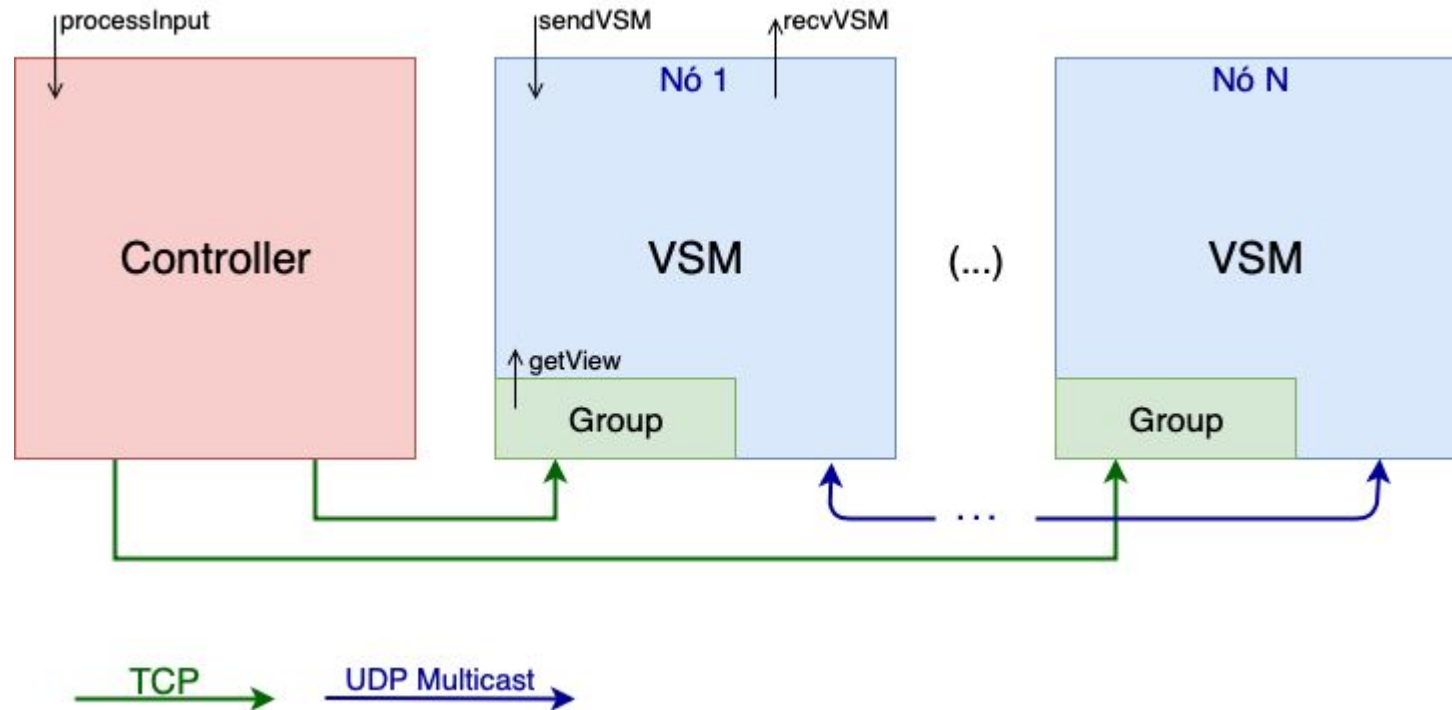 processInput
sendVSM
recvVSM
Nó 1
Nó N
Controller
VSM
(...)
VSM
getView
Group
Group
...
TCP
UDP Multicast